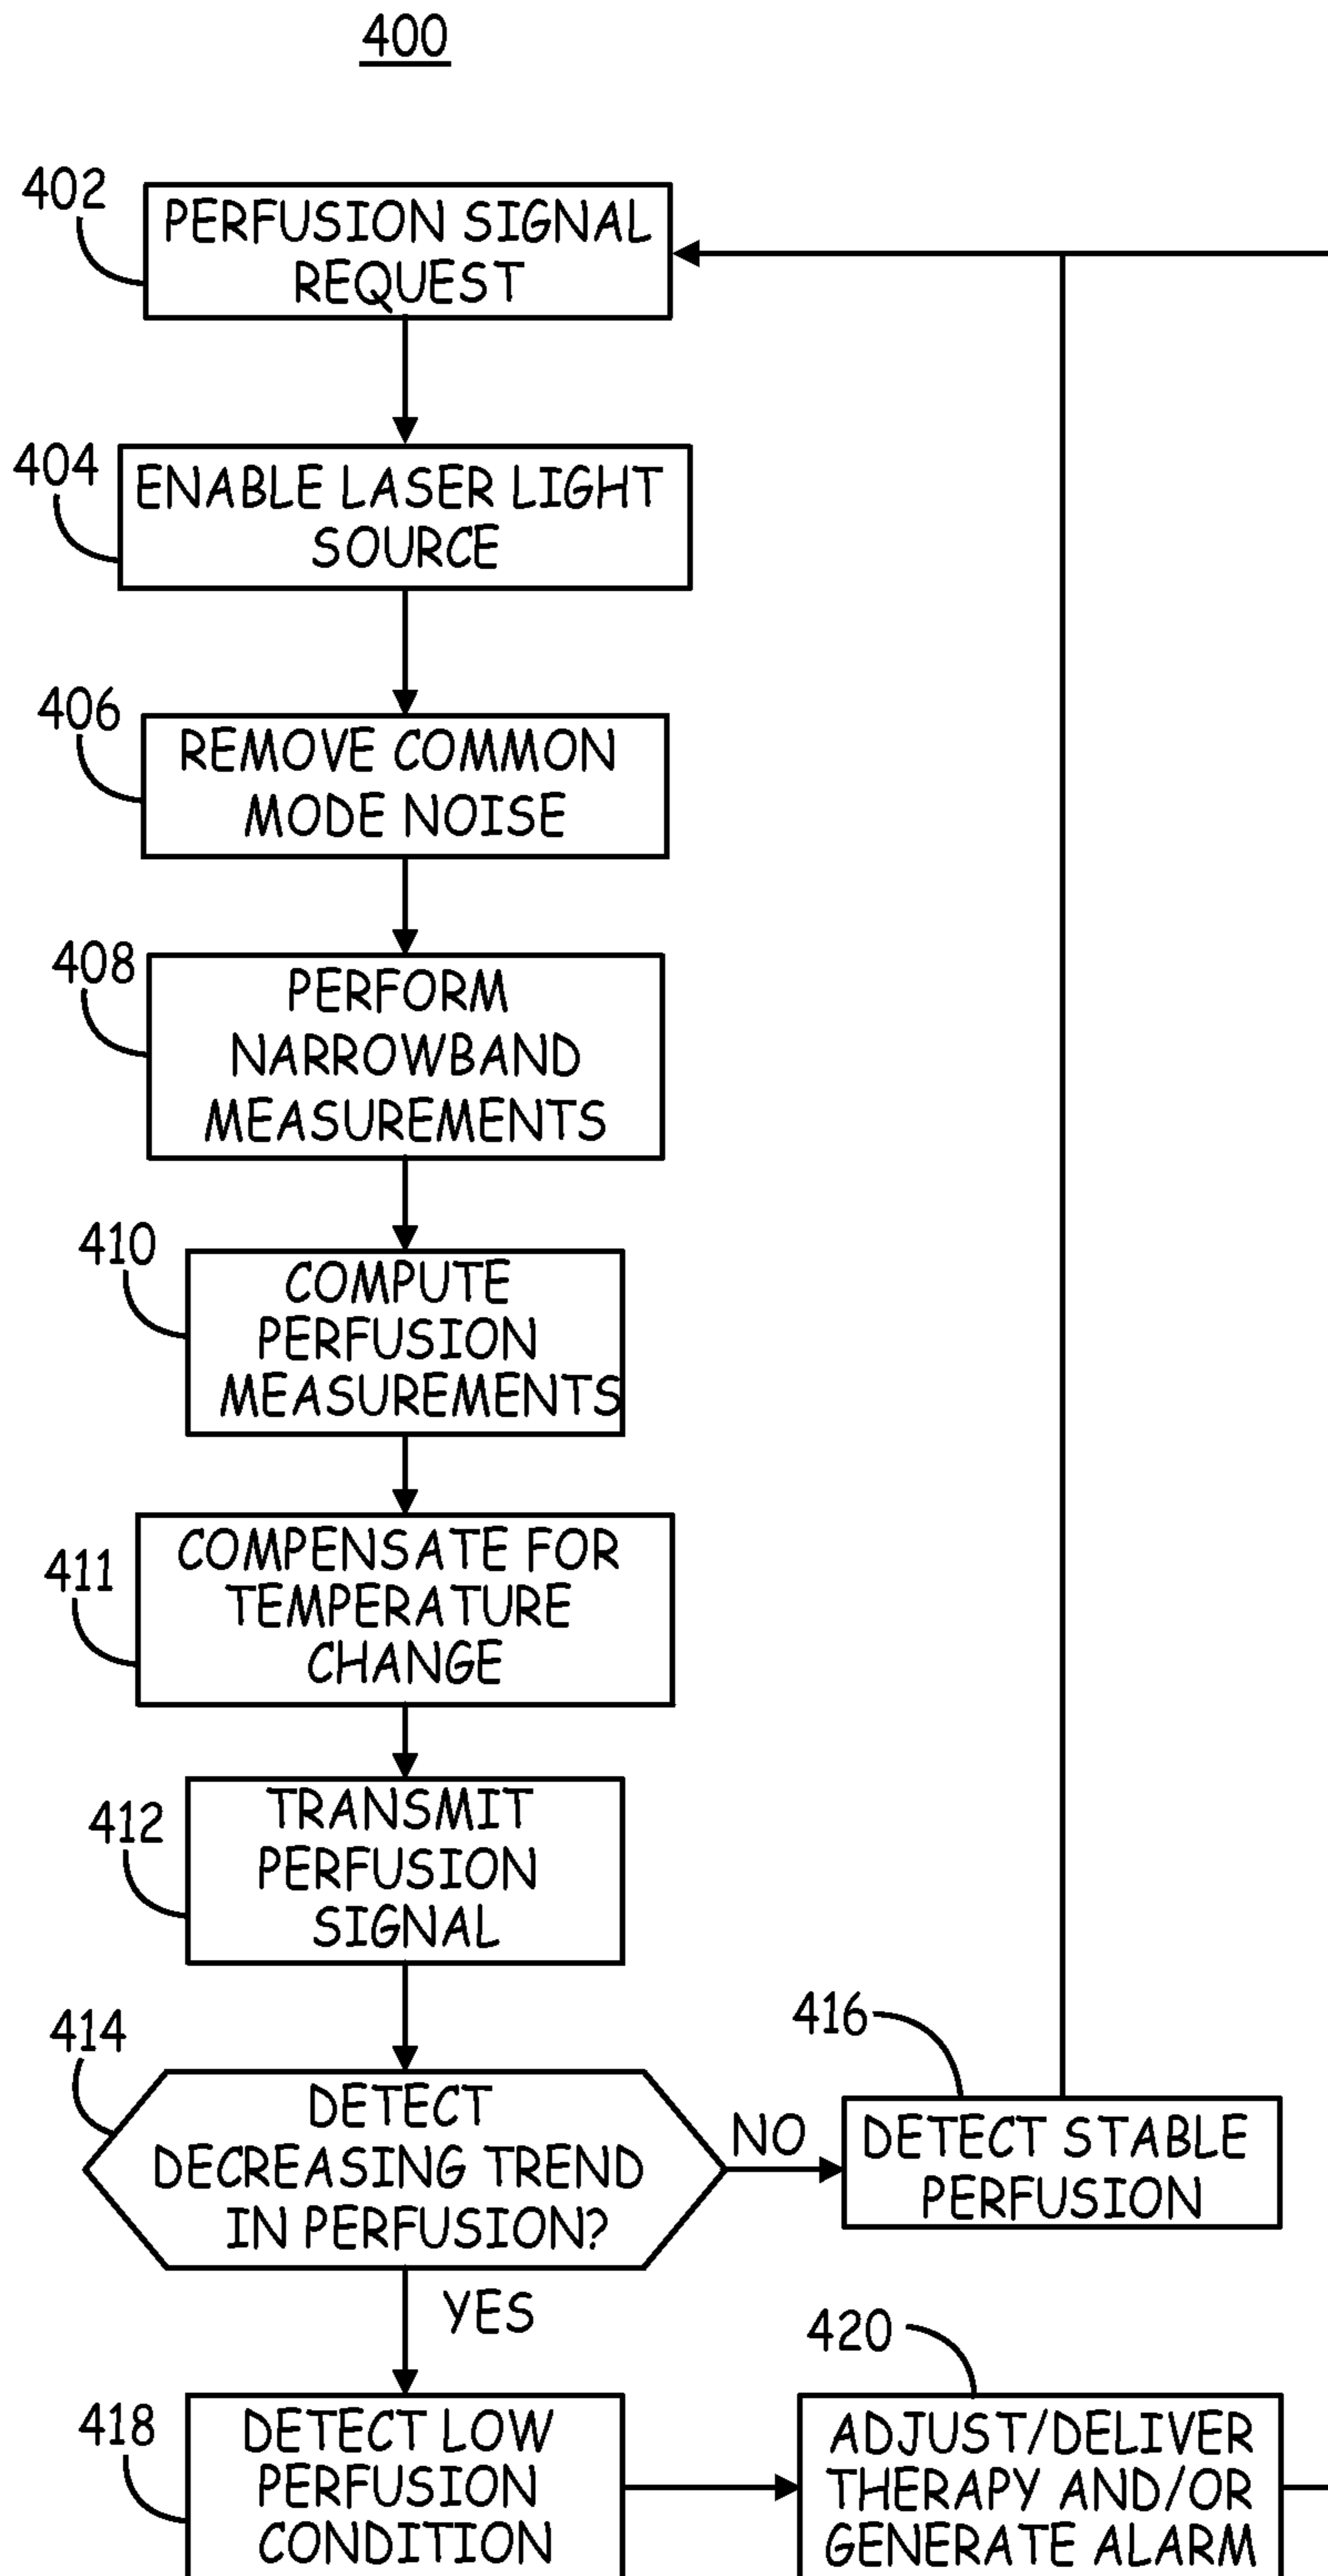 400
402
PERFUSION SIGNAL
REQUEST
404
ENABLE LASER LIGHT
SOURCE
406
REMOVE COMMON
MODE NOISE
408
PERFORM
NARROWBAND
MEASUREMENTS
410
COMPUTE
PERFUSION
MEASUREMENTS
411
COMPENSATE FOR
TEMPERATURE
CHANGE
412
TRANSMIT
PERFUSION
SIGNAL
414
DETECT
DECREASING TREND
IN PERFUSION?
NO
416
DETECT STABLE
PERFUSION
YES
418
DETECT LOW
PERFUSION
CONDITION
420
ADJUST/DELIVER
THERAPY AND/OR
GENERATE ALARM